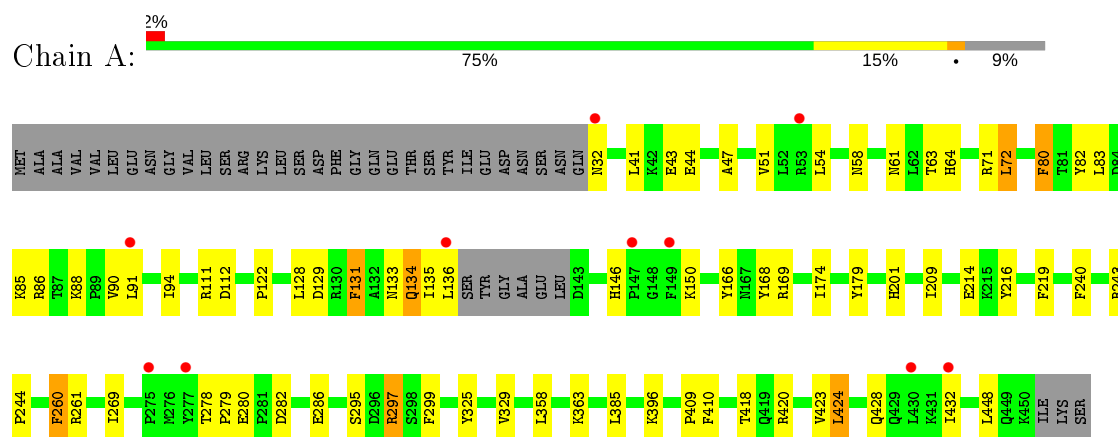 2%
Chain A:
75% 15% • 9%
MET ALA ALA VAL VAL LEU GLU ASN GLY VAL LEU SER ARG LYS LEU SER ASP PHE GLY GLN GLU THR SER TYR ILE GLU ASP ASN SER ASN GLN N32 L41 K42 E43 E44 A47 V51 L52 R53 L54 N58 N61 L62 T63 H64 R71 L72 F80 T81 Y82 L83 D84
K85 R86 T87 K88 P89 V90 L91 I94 R111 D112 P122 L128 D129 R130 F131 A132 N133 Q134 I135 L136 SER TYR GLY ALA GLU LEU D143 H146 P147 G148 F149 K150 Y166 N167 Y168 R169 I174 Y179 H201 I209 E214 K215 Y216 F219 F240 R243
P244 F260 R261 I269 P275 M276 Y277 T278 P279 E280 P281 D282 E286 S295 D296 R297 S298 F299 Y325 V329 L358 K363 L385 K396 P409 F410 T418 Q419 R420 V423 L424 Q428 Q429 L430 K431 I432 L448 Q449 K450 ILE LYS SER